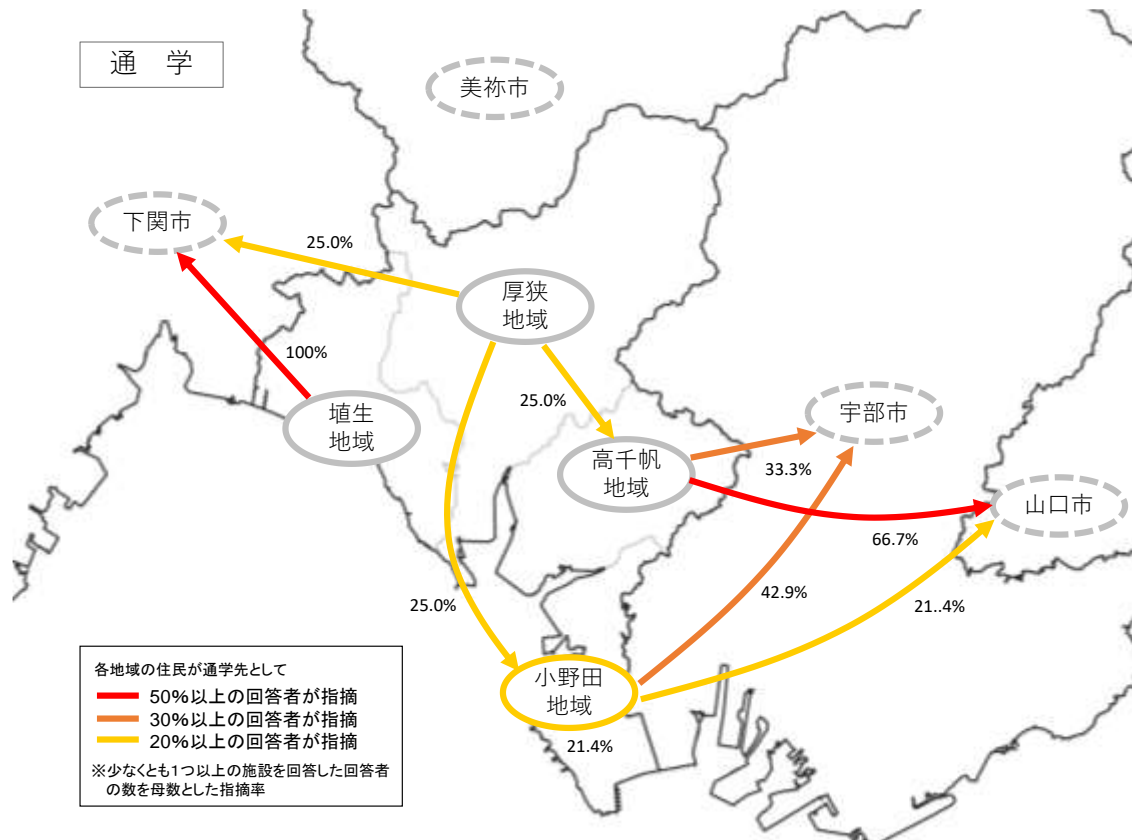 通 学
美祢市
下関市
25.0%
厚狭
地域
100%
25.0%
埴生
地域
宇部市
高千帆
地域
33.3%
山口市
66.7%
42.9%
25.0%
21..4%
小野田
地域
21.4%
各地域の住民が通学先として
50%以上の回答者が指摘
30%以上の回答者が指摘
20%以上の回答者が指摘
※少なくとも1つ以上の施設を回答した回答者
の数を母数とした指摘率